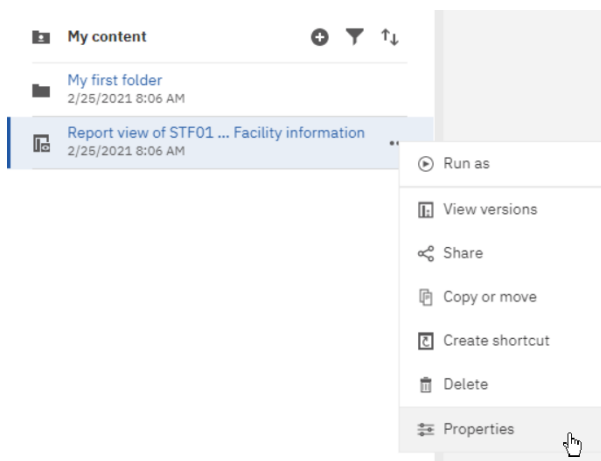 My content
My first folder
2/25/2021 8:06 AM
Report view of STF01 ... Facility information
2/25/2021 8:06 AM
Run as
View versions
Share
Copy or move
Create shortcut
Delete
Properties